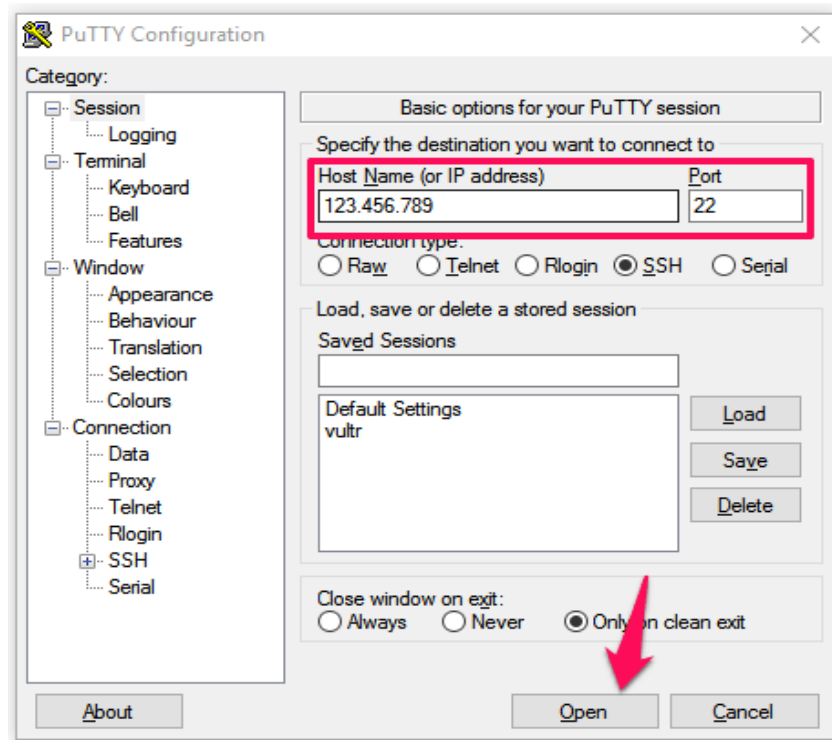 PuTTY Configuration
Category:
Session
Logging
Terminal
Keyboard
Bell
Features
Window
Appearance
Behaviour
Translation
Selection
Colours
Connection
Data
Proxy
Telnet
Rlogin
SSH
Serial
Basic options for your PuTTY session
Specify the destination you want to connect to
Host Name (or IP address) Port
123.456.789 22
Connection type:
Raw Telnet Rlogin SSH Serial
Load, save or delete a stored session
Saved Sessions
Default Settings
vultr
Load
Save
Delete
Close window on exit:
Always Never Only on clean exit
About Open Cancel